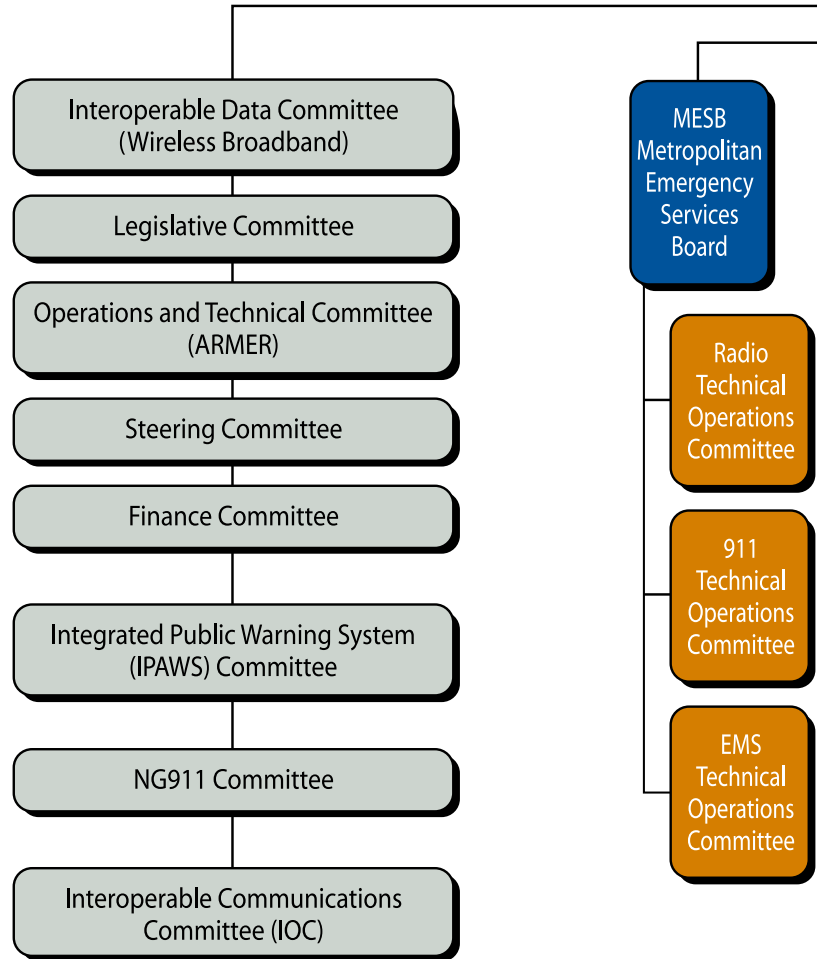 Interoperable Data Committee
(Wireless Broadband)
Legislative Committee
Operations and Technical Committee
(ARMER)
Steering Committee
Finance Committee
Integrated Public Warning System
(IPAWS) Committee
NG911 Committee
Interoperable Communications
Committee (IOC)
MESB
Metropolitan
Emergency
Services
Board
Radio
Technical
Operations
Committee
911
Technical
Operations
Committee
EMS
Technical
Operations
Committee